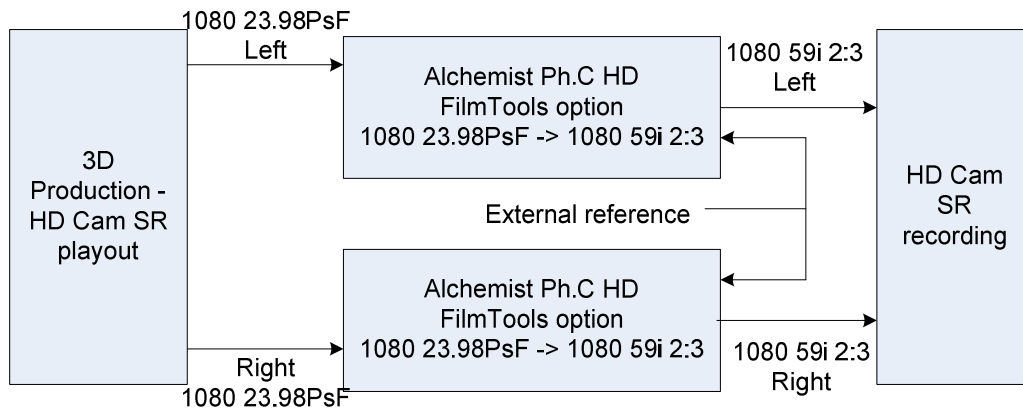 1080 23.98PsF
Left
3D
Production -
HD Cam SR
playout
Alchemist Ph.C HD
FilmTools option
1080 23.98PsF -> 1080 59i 2:3
1080 59i 2:3
Left
External reference
HD Cam
SR
recording
Alchemist Ph.C HD
FilmTools option
1080 23.98PsF -> 1080 59i 2:3
Right
1080 23.98PsF
1080 59i 2:3
Right